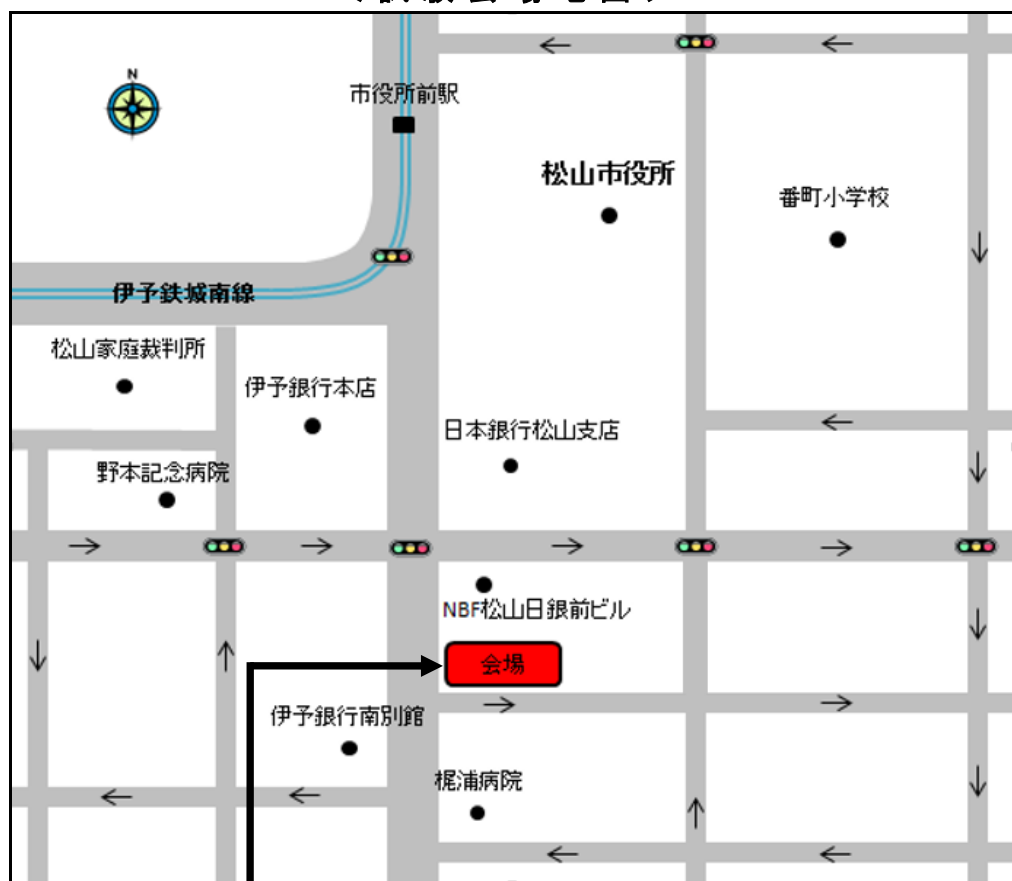 N
市役所前駅
松山市役所
番町小学校
伊予鉄城南線
松山家庭裁判所
伊予銀行本店
日本銀行松山支店
野本記念病院
NBF松山日銀前ビル
会場
伊予銀行南別館
梶浦病院